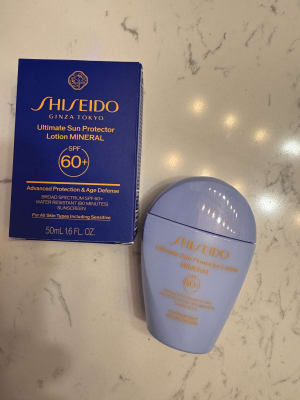 SHISEIDO
GINZA TOKYO
Ultimate Sun Protector
Lotion MINERAL
SPF
60+
Advanced Protection & Age Defense
BROAD SPECTRUM SPF 60+
WATER RESISTANT (80 MINUTES)
SUNSCREEN
For All Skin Types Including Sensitive
50mL 1.6 FL. OZ.
SHISEIDO
Ultimate Sun Protector Lotion
MINERAL
SPF
60+